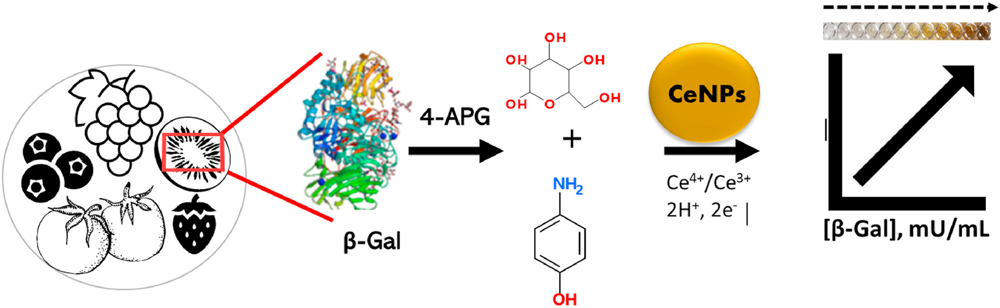 β-Gal
4-APG
OH
OH
OH
OH
O
OH
+
NH₂
OH
CeNPs
Ce⁴⁺/Ce³⁺
2H⁺, 2e⁻
[β-Gal], mU/mL